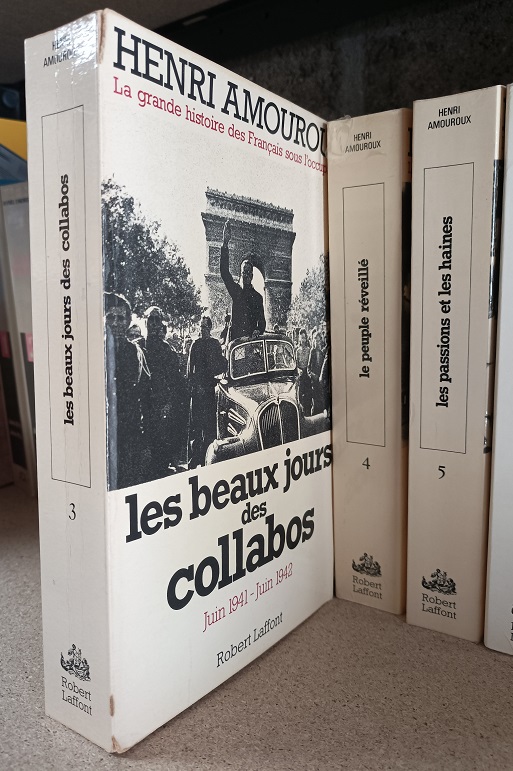 HENRI
AMOUROUX
les beaux jours des collabos
3
Robert
Laffont
HENRI AMOUROU
La grande histoire des Français sous l'occup
les beaux jours
des
collabos
Juin 1941 - Juin 1942
Robert Laffont
HENRI
AMOUROUX
le peuple réveillé
4
Robert
Laffont
HENRI
AMOUROUX
les passions et les haines
5
Robert
Laffont